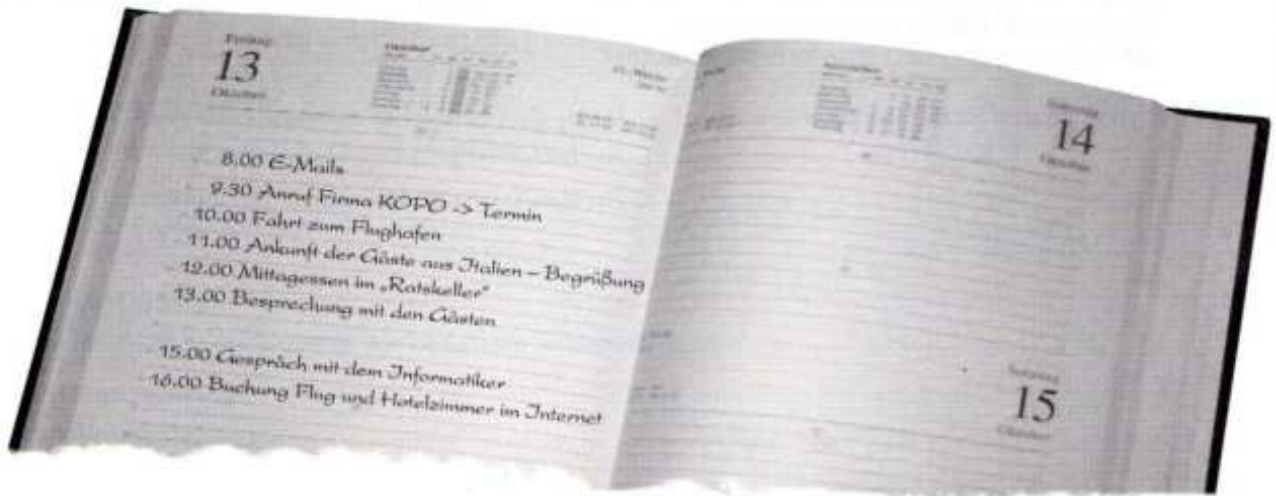 Freitag
13
Oktober
8.00 E-Mails
9.30 Anruf Firma KOPO -> Termin
10.00 Fahrt zum Flughafen
11.00 Ankunft der Gäste aus Italien – Begrüßung
12.00 Mittagessen im „Ratskeller“
13.00 Besprechung mit den Gästen
15.00 Gespräch mit dem Informatiker
16.00 Buchung Flug und Hotelzimmer im Internet
Samstag
14
Oktober
Sonntag
15
Oktober